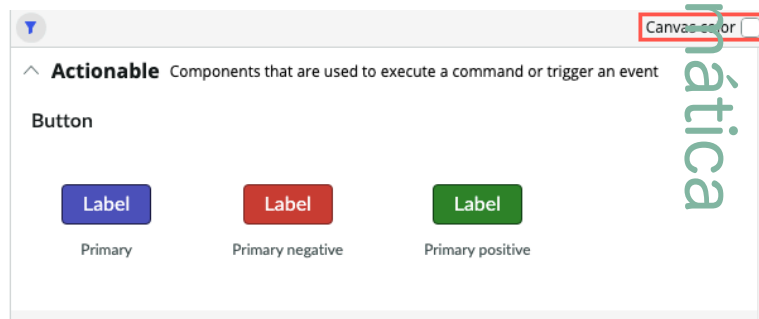 Canvas color
Actionable Components that are used to execute a command or trigger an event
Button
Label Label Label
Primary Primary negative Primary positive
mática